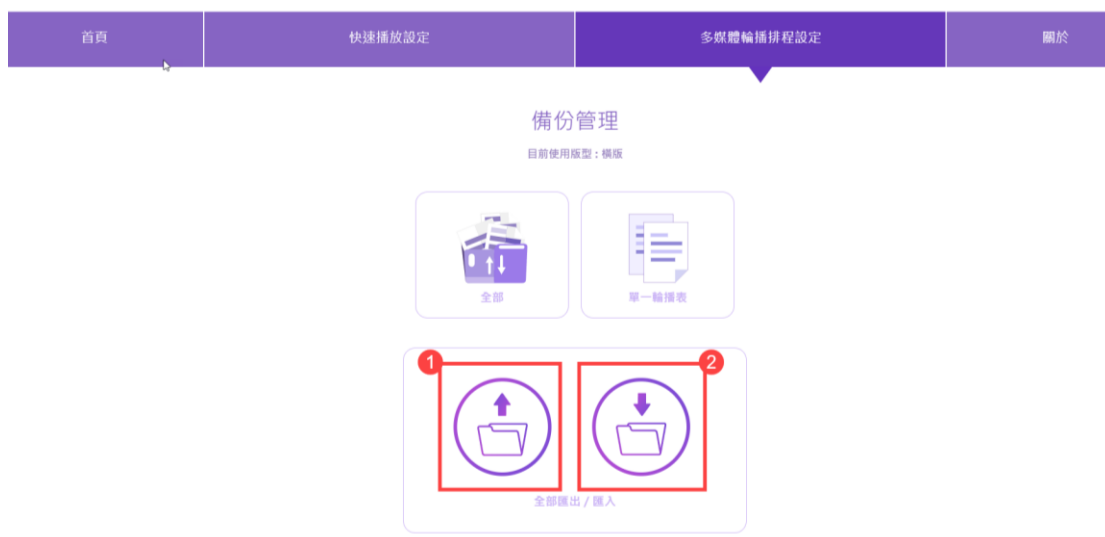 首頁
快速播放設定
多媒體輪播排程設定
關於
備份管理
目前使用版型 : 橫版
全部
單一輪播表
1
2
全部匯出 / 匯入